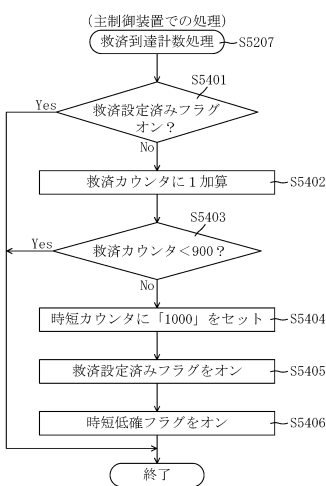 (主制御装置での処理)
救済到達計数処理
S5207
S5401
Yes
救済設定済みフラグ
オン?
No
救済カウンタに1加算
S5402
S5403
Yes
救済カウンタ<900?
No
時短カウンタに「1000」をセット
S5404
救済設定済みフラグをオン
S5405
時短低確フラグをオン
S5406
終了